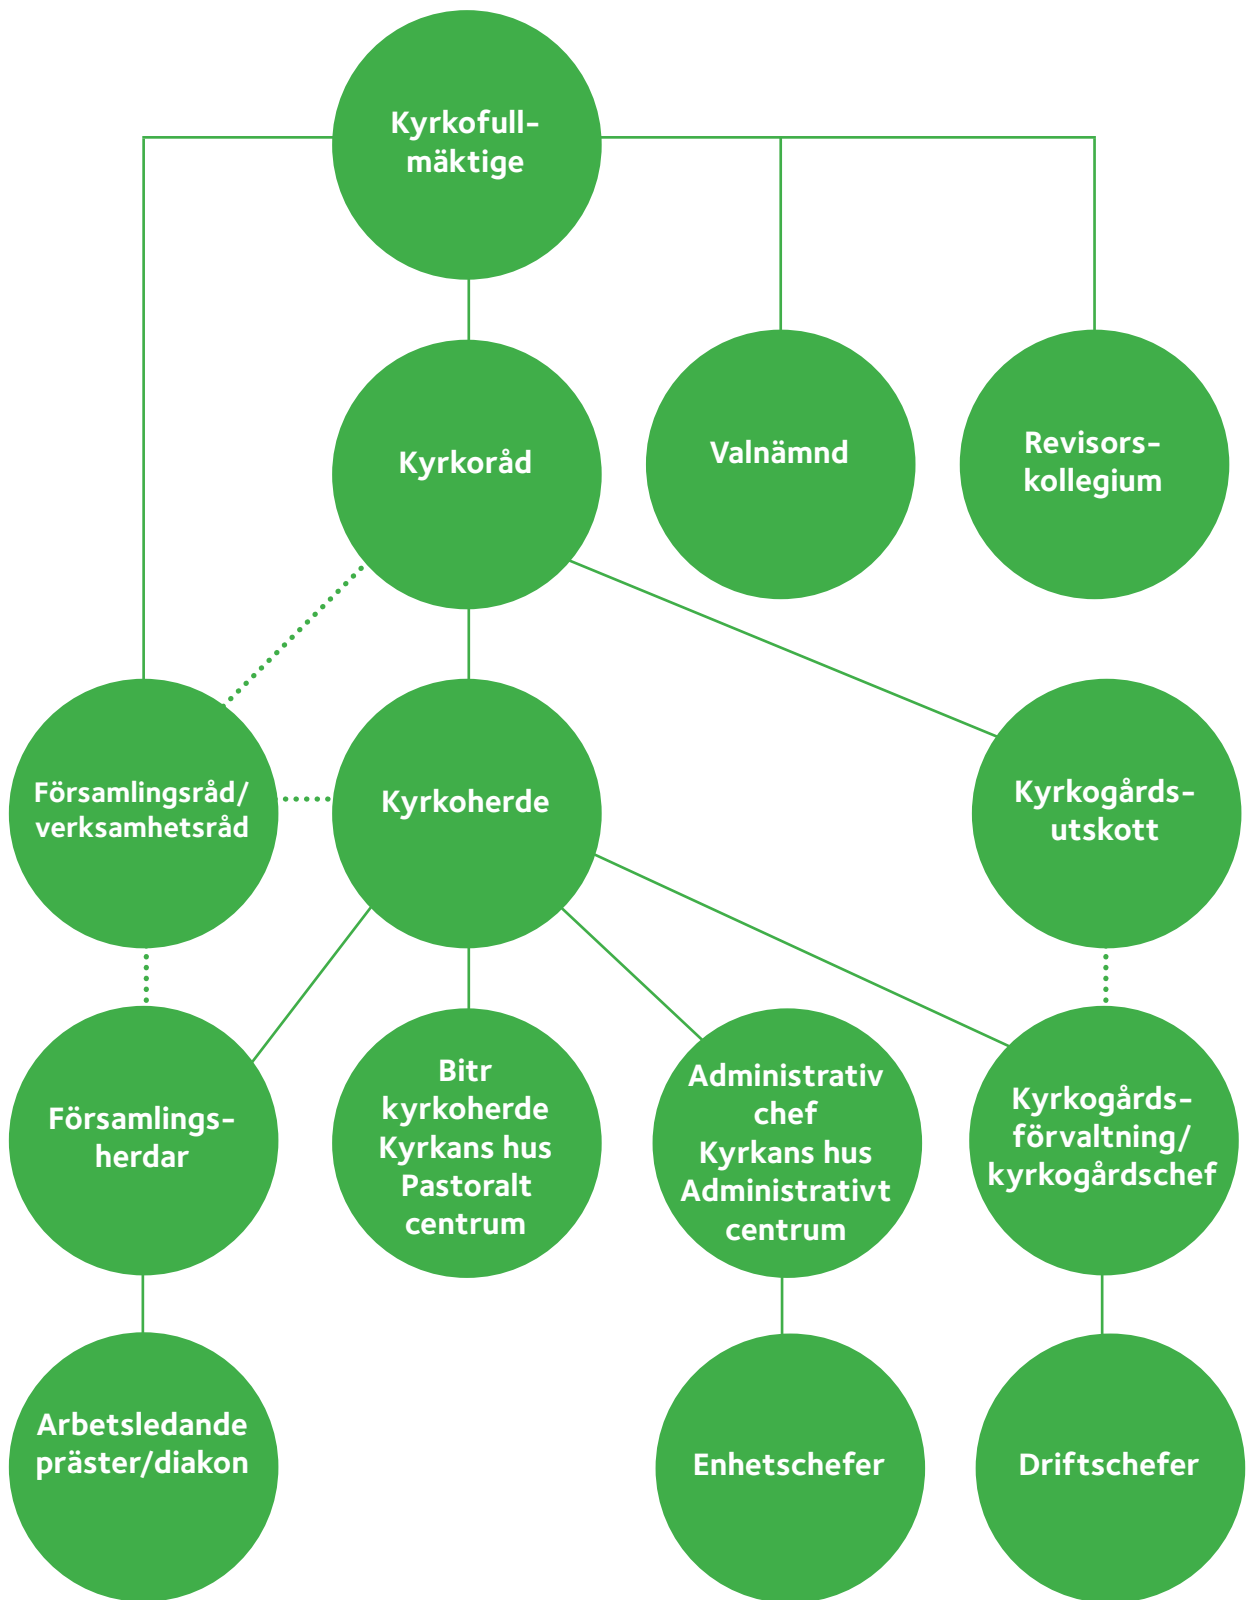 Kyrkofull-
mäktige
Kyrkoråd
Valnämnd
Revisors-
kollegium
Församlingsråd/
verksamhetsråd
Kyrkoherde
Kyrkogårds-
utskott
Församlings-
herdar
Bitr
kyrkoherde
Kyrkans hus
Pastoralt
centrum
Administrativ
chef
Kyrkans hus
Administrativt
centrum
Kyrkogårds-
förvaltning/
kyrkogårdschef
Arbetsledande
präster/diakon
Enhetschefer
Driftschefer